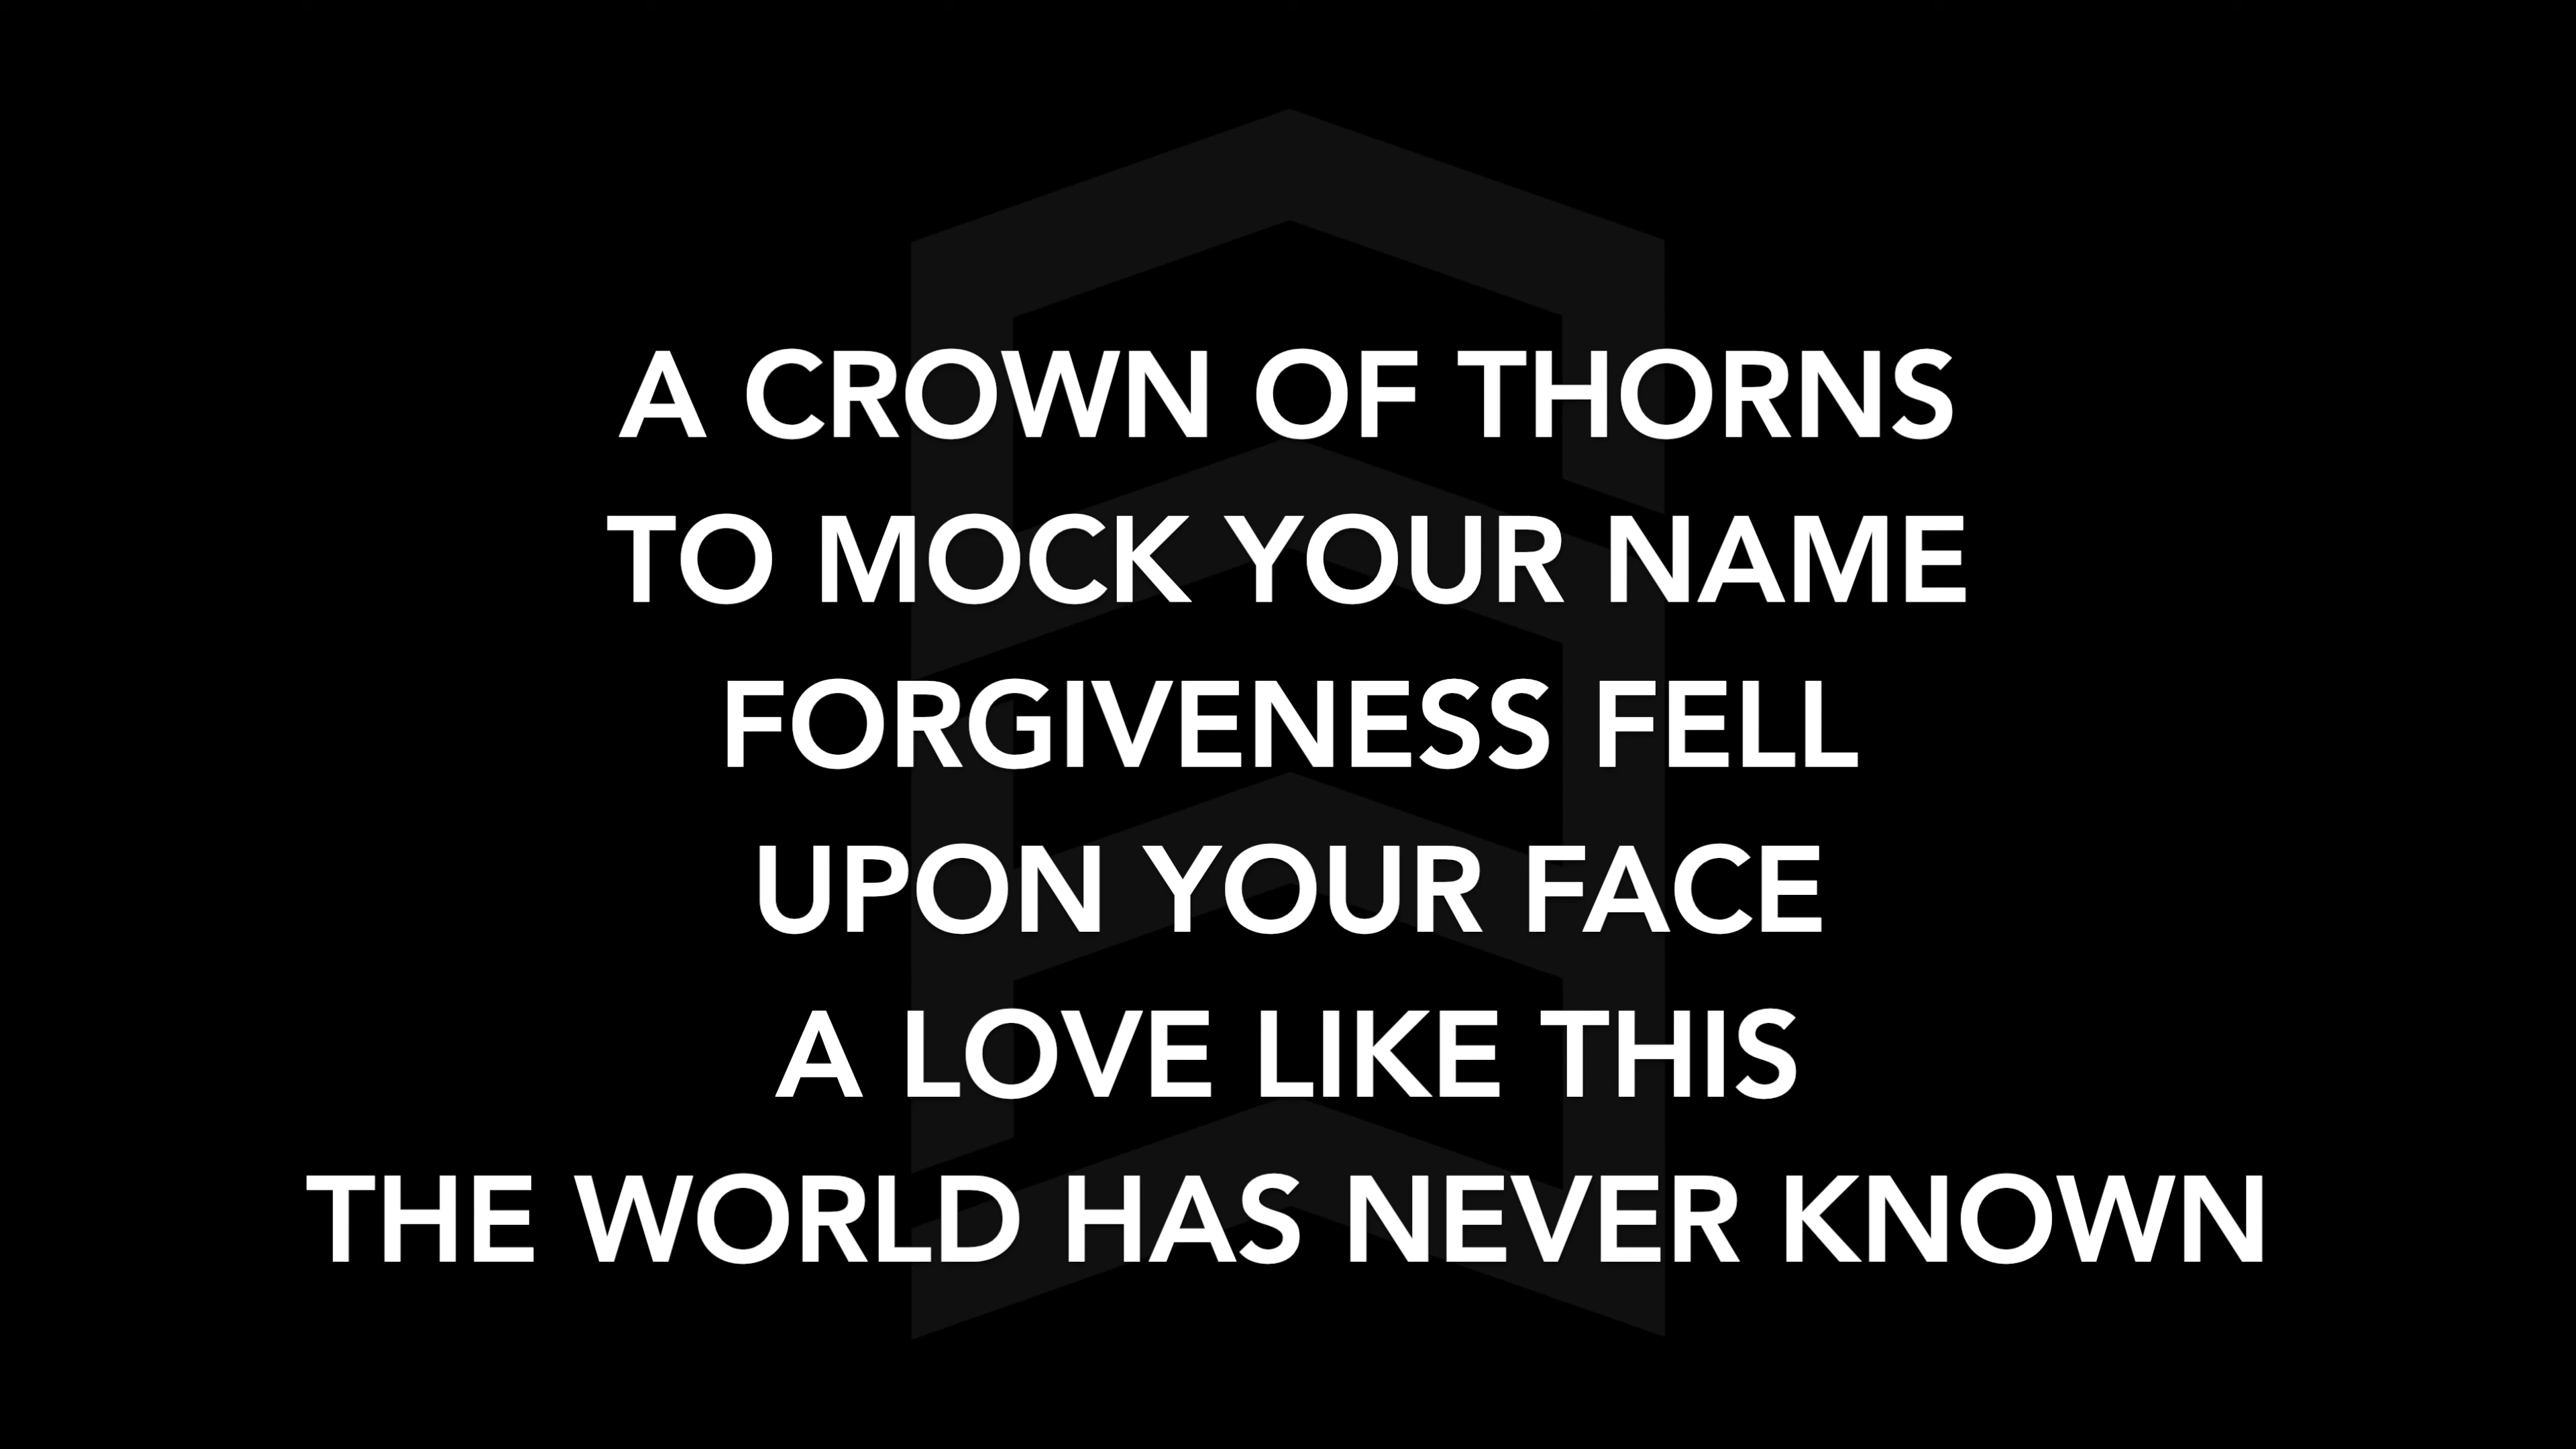 A CROWN OF THORNS
TO MOCK YOUR NAME
FORGIVENESS FELL
UPON YOUR FACE
A LOVE LIKE THIS
THE WORLD HAS NEVER KNOWN